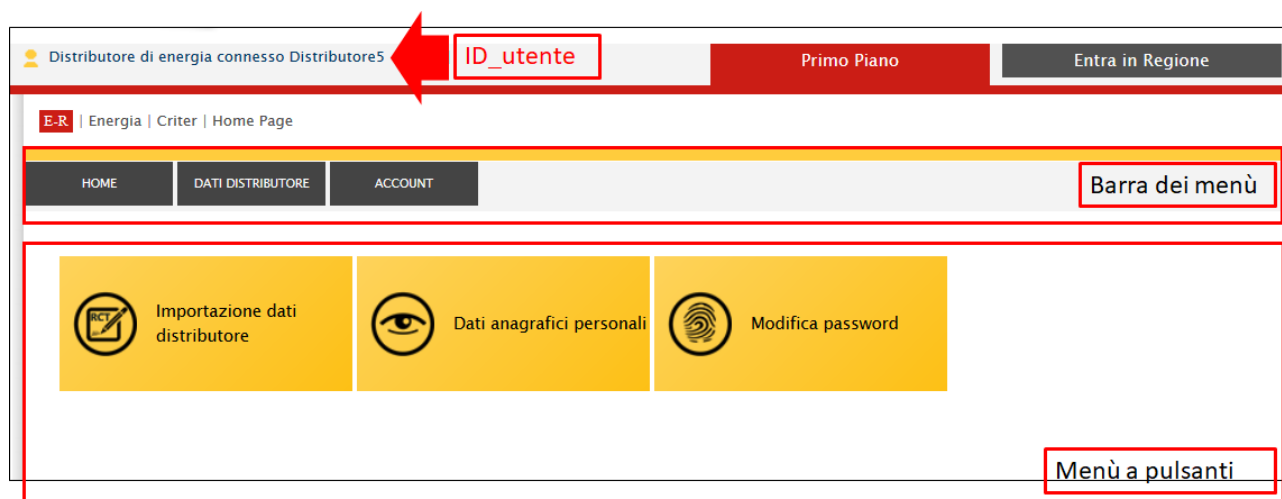 Distributore di energia connesso Distributore5
ID_utente
Primo Piano
Entra in Regione
E-R | Energia | Criter | Home Page
HOME
DATI DISTRIBUTORE
ACCOUNT
Barra dei menù
RCT
Importazione dati
distributore
Dati anagrafici personali
Modifica password
Menù a pulsanti